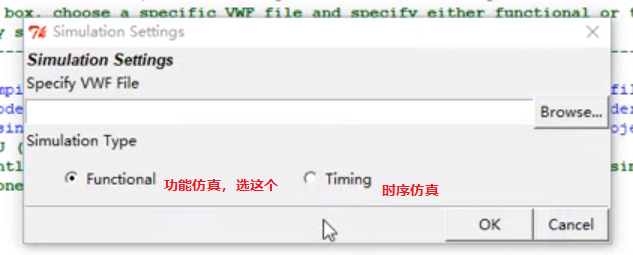 box, choose a specific VWF file and specify either functional or t
Simulation Settings
Simulation Settings
Specify VWF File
Browse...
Simulation Type
Functional 功能仿真，选这个 Timing 时序仿真
OK Cancel